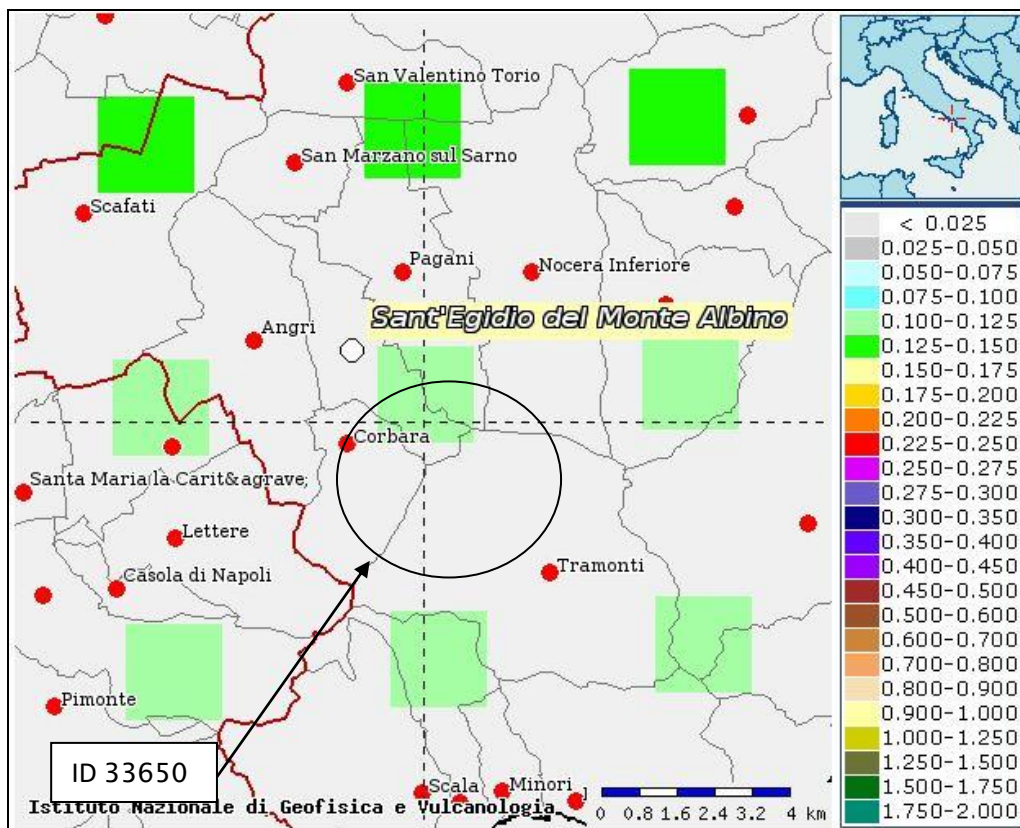 San Valentino Torio
San Marzano sul Sarno
Scafati
Pagani
Nocera Inferiore
Sant'Egidio del Monte Albino
Angri
Corbara
Santa Maria la Carit&agrave;
Lettere
Casola di Napoli
Tramonti
Pimonte
ID 33650
Scala
Minori
Istituto Nazionale di Geofisica e Vulcanologia
0 0.8 1.6 2.4 3.2 4 km
< 0.025
0.025-0.050
0.050-0.075
0.075-0.100
0.100-0.125
0.125-0.150
0.150-0.175
0.175-0.200
0.200-0.225
0.225-0.250
0.250-0.275
0.275-0.300
0.300-0.350
0.350-0.400
0.400-0.450
0.450-0.500
0.500-0.600
0.600-0.700
0.700-0.800
0.800-0.900
0.900-1.000
1.000-1.250
1.250-1.500
1.500-1.750
1.750-2.000